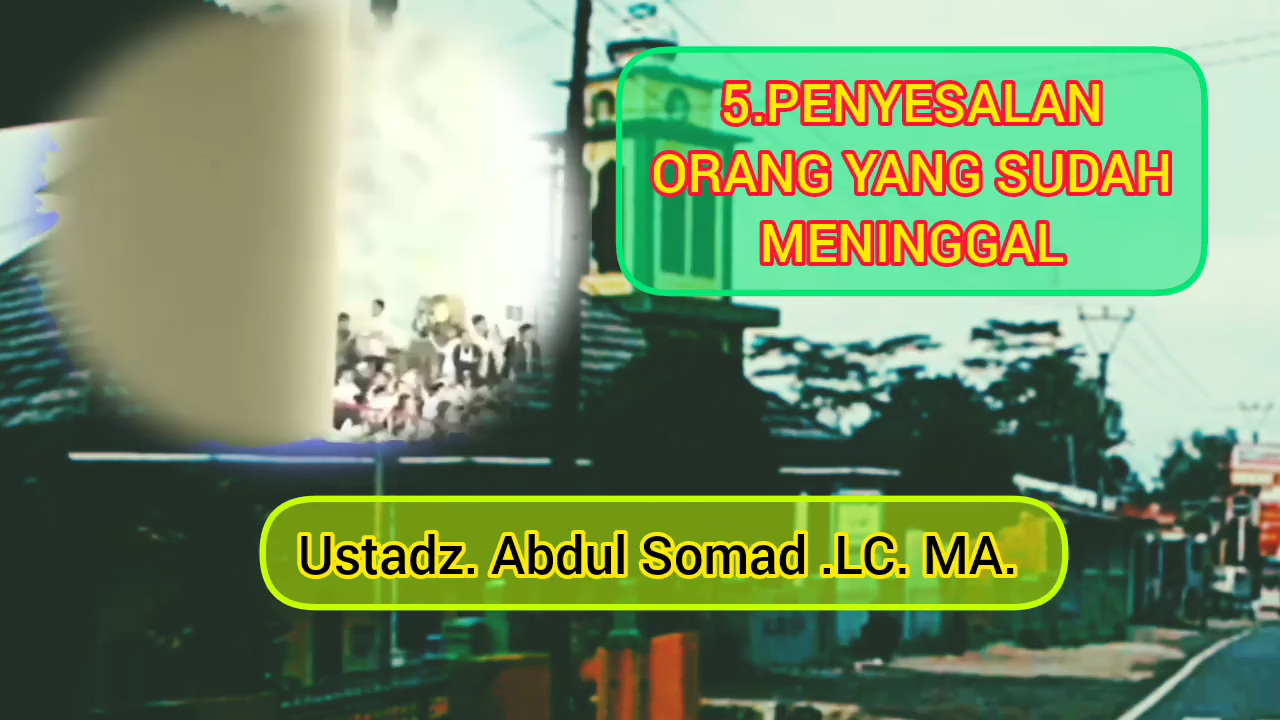 5.PENYESALAN
ORANG YANG SUDAH
MENINGGAL
Ustadz. Abdul Somad .LC. MA.